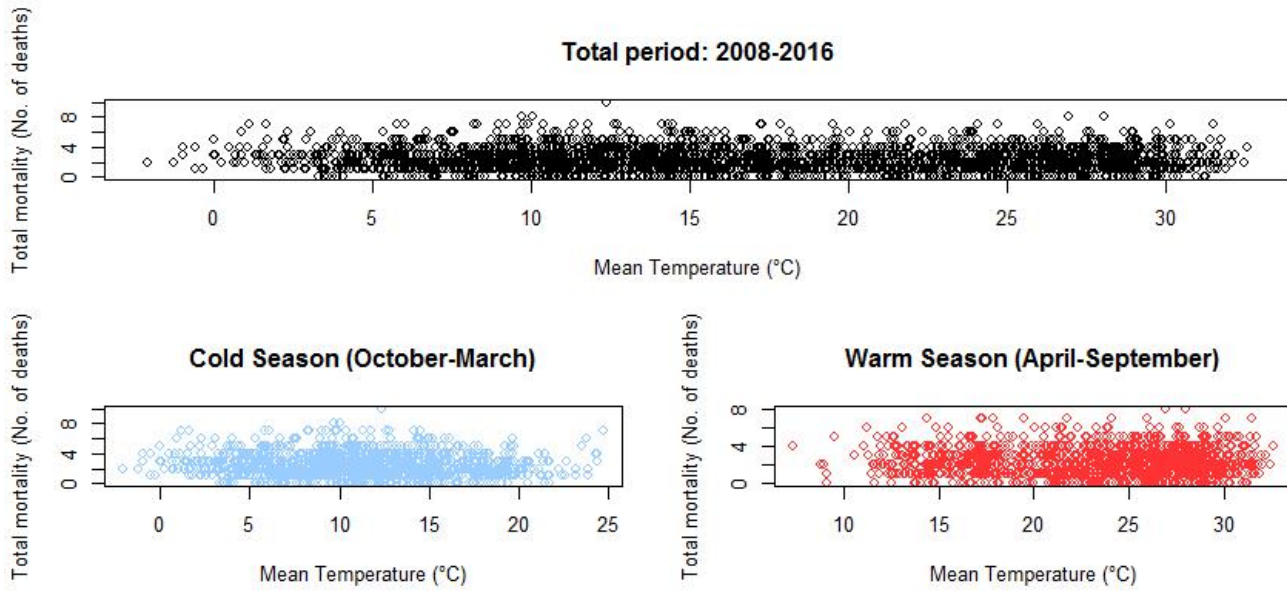 Total period: 2008-2016
Total mortality (No. of deaths)
8
4
0
0 5 10 15 20 25 30
Mean Temperature (°C)
Cold Season (October-March)
Total mortality (No. of deaths)
8
4
0
0 5 10 15 20 25
Mean Temperature (°C)
Warm Season (April-September)
Total mortality (No. of deaths)
8
4
0
10 15 20 25 30
Mean Temperature (°C)